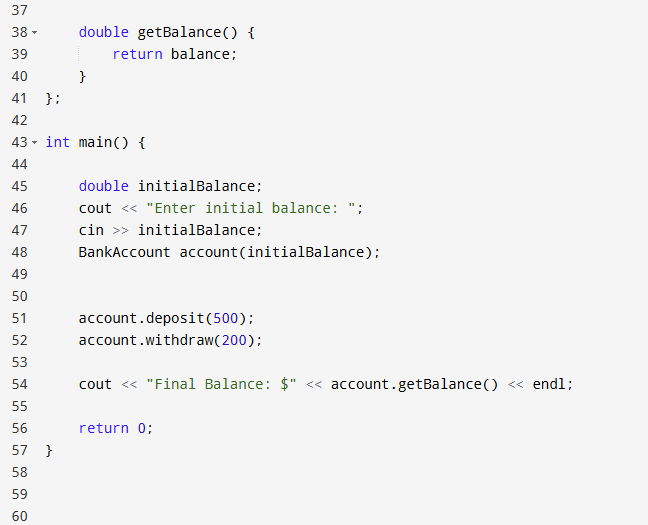 37
38 double getBalance() {
39 return balance;
40 }
41 };
42
43 int main() {
44
45 double initialBalance;
46 cout << "Enter initial balance: ";
47 cin >> initialBalance;
48 BankAccount account(initialBalance);
49
50
51 account.deposit(500);
52 account.withdraw(200);
53
54 cout << "Final Balance: $" << account.getBalance() << endl;
55
56 return 0;
57 }
58
59
60